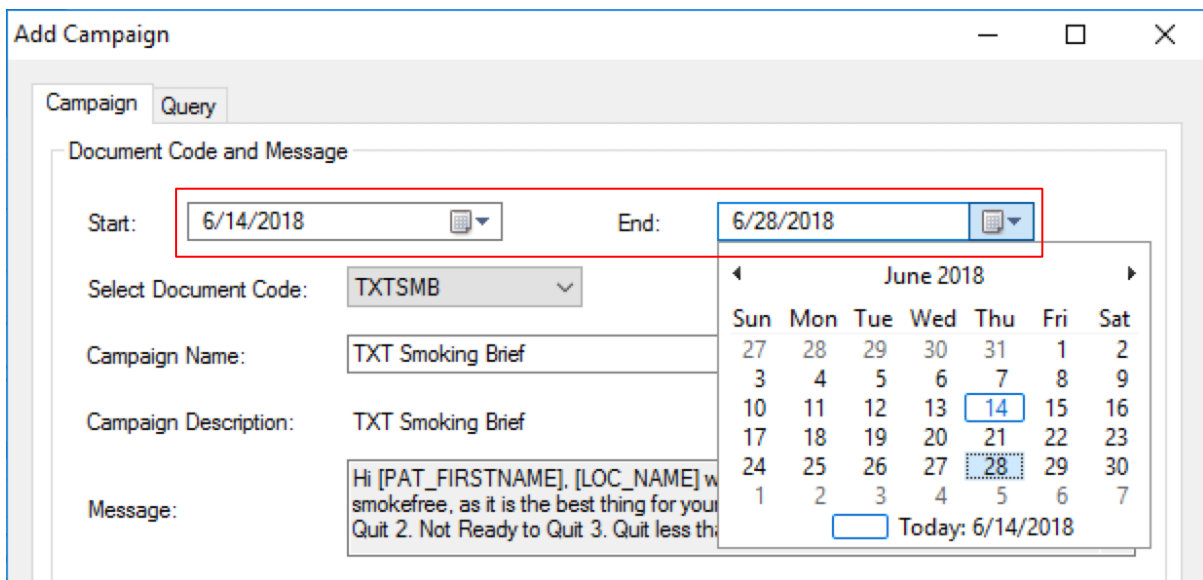 Add Campaign
Campaign Query
Document Code and Message
Start: 6/14/2018 End: 6/28/2018
Select Document Code: TXTSMB
Campaign Name: TXT Smoking Brief
Campaign Description: TXT Smoking Brief
Message:
Hi [PAT_FIRSTNAME], [LOC_NAME]
smokefree, as it is the best thing for
Quit 2. Not Ready to Quit 3. Quit less
June 2018
Sun Mon Tue Wed Thu Fri Sat
27 28 29 30 31 1 2
3 4 5 6 7 8 9
10 11 12 13 14 15 16
17 18 19 20 21 22 23
24 25 26 27 28 29 30
1 2 3 4 5 6 7
Today: 6/14/2018